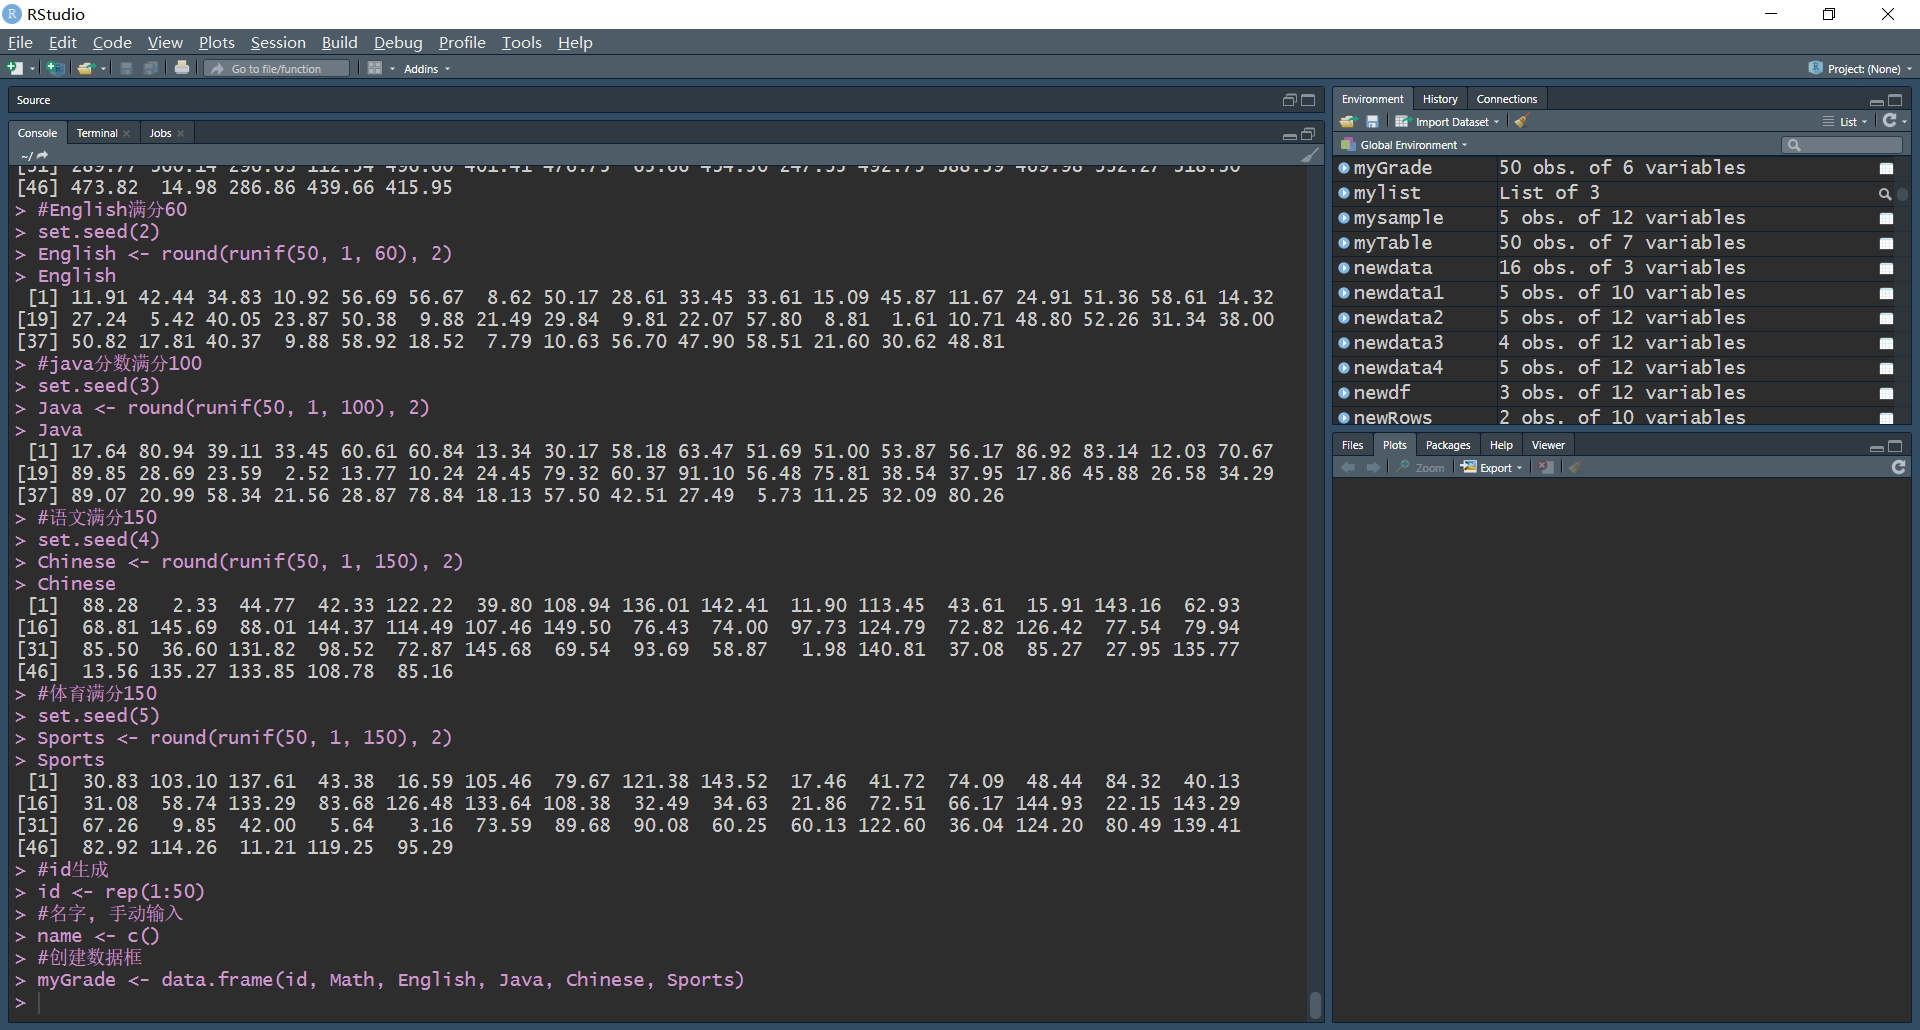 RStudio
File Edit Code View Plots Session Build Debug Profile Tools Help
Go to file/function Addins Project: (None)
Source
Console Terminal Jobs
~/
[46] 473.82  14.98 286.86 439.66 415.95
> #English满分60
> set.seed(2)
> English <- round(runif(50, 1, 60), 2)
> English
[1] 11.91 42.44 34.83 10.92 56.69 56.67  8.62 50.17 28.61 33.45 33.61 15.09 45.87 11.67 24.91 51.36 58.61 14.32
[19] 27.24  5.42 40.05 23.87 50.38  9.88 21.49 29.84  9.81 22.07 57.80  8.81  1.61 10.71 48.80 52.26 31.34 38.00
[37] 50.82 17.81 40.37  9.88 58.92 18.52  7.79 10.63 56.70 47.90 58.51 21.60 30.62 48.81
> #java分数满分100
> set.seed(3)
> Java <- round(runif(50, 1, 100), 2)
> Java
[1] 17.64 80.94 39.11 33.45 60.61 60.84 13.34 30.17 58.18 63.47 51.69 51.00 53.87 56.17 86.92 83.14 12.03 70.67
[19] 89.85 28.69 23.59  2.52 13.77 10.24 24.45 79.32 60.37 91.10 56.48 75.81 38.54 37.95 17.86 45.88 26.58 34.29
[37] 89.07 20.99 58.34 21.56 28.87 78.84 18.13 57.50 42.51 27.49  5.73 11.25 32.09 80.26
> #语文满分150
> set.seed(4)
> Chinese <- round(runif(50, 1, 150), 2)
> Chinese
[1]  88.28   2.33  44.77  42.33 122.22  39.80 108.94 136.01 142.41  11.90 113.45  43.61  15.91 143.16  62.93
[16]  68.81 145.69  88.01 144.37 114.49 107.46 149.50  76.43  74.00  97.73 124.79  72.82 126.42  77.54  79.94
[31]  85.50  36.60 131.82  98.52  72.87 145.68  69.54  93.69  58.87   1.98 140.81  37.08  85.27  27.95 135.77
[46]  13.56 135.27 133.85 108.78  85.16
> #体育满分150
> set.seed(5)
> Sports <- round(runif(50, 1, 150), 2)
> Sports
[1]  30.83 103.10 137.61  43.38  16.59 105.46  79.67 121.38 143.52  17.46  41.72  74.09  48.44  84.32  40.13
[16]  31.08  58.74 133.29  83.68 126.48 133.64 108.38  32.49  34.63  21.86  72.51  66.17 144.93  22.15 143.29
[31]  67.26   9.85  42.00   5.64   3.16  73.59  89.68  90.08  60.25  60.13 122.60  36.04 124.20  80.49 139.41
[46]  82.92 114.26  11.21 119.25  95.29
> #id生成
> id <- rep(1:50)
> #名字, 手动输入
> name <- c()
> #创建数据框
> myGrade <- data.frame(id, Math, English, Java, Chinese, Sports)
>
Environment History Connections
Import Dataset List
Global Environment
myGrade 50 obs. of 6 variables
mylist List of 3
mysample 5 obs. of 12 variables
myTable 50 obs. of 7 variables
newdata 16 obs. of 3 variables
newdata1 5 obs. of 10 variables
newdata2 5 obs. of 12 variables
newdata3 4 obs. of 12 variables
newdata4 5 obs. of 12 variables
newdf 3 obs. of 12 variables
newRows 2 obs. of 10 variables
Files Plots Packages Help Viewer
Zoom Export